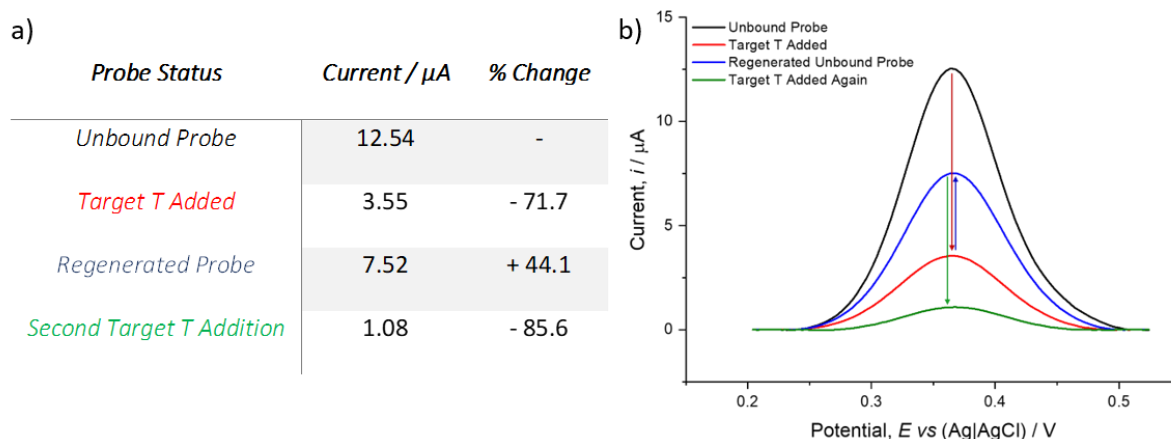 a)
Probe Status Current / µA % Change
Unbound Probe 12.54 -
Target T Added 3.55 - 71.7
Regenerated Probe 7.52 + 44.1
Second Target T Addition 1.08 - 85.6
b)
Unbound Probe
Target T Added
Regenerated Unbound Probe
Target T Added Again
Current, i / µA
15
10
5
0
0.2 0.3 0.4 0.5
Potential, E vs (Ag|AgCl) / V